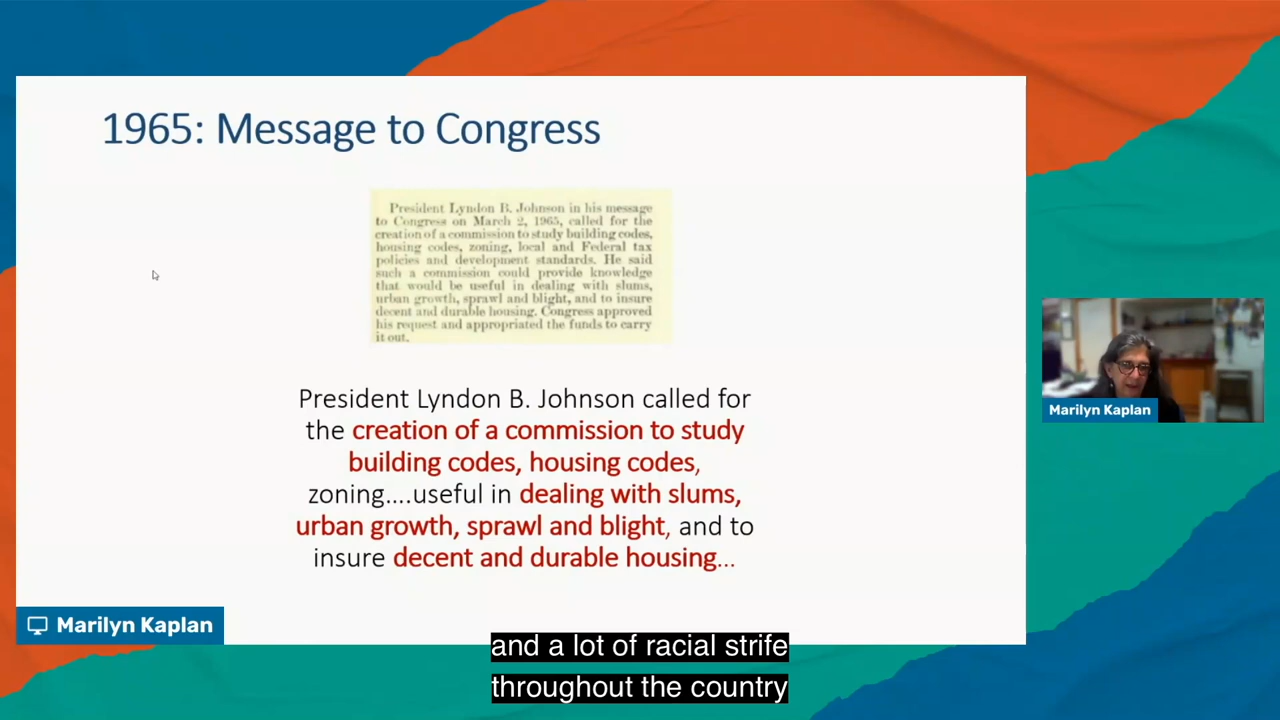 1965: Message to Congress
President Lyndon B. Johnson in his message
to Congress on March 2, 1965, called for the
creation of a commission to study building codes,
housing codes, zoning, local and Federal tax
policies and development standards. He said
such a commission could provide knowledge
that would be useful in dealing with slums,
urban growth, sprawl and blight, and to insure
decent and durable housing. Congress approved
his request and appropriated the funds to carry
it out.
President Lyndon B. Johnson called for
the creation of a commission to study
building codes, housing codes,
zoning....useful in dealing with slums,
urban growth, sprawl and blight, and to
insure decent and durable housing...
Marilyn Kaplan
Marilyn Kaplan
and a lot of racial strife
throughout the country